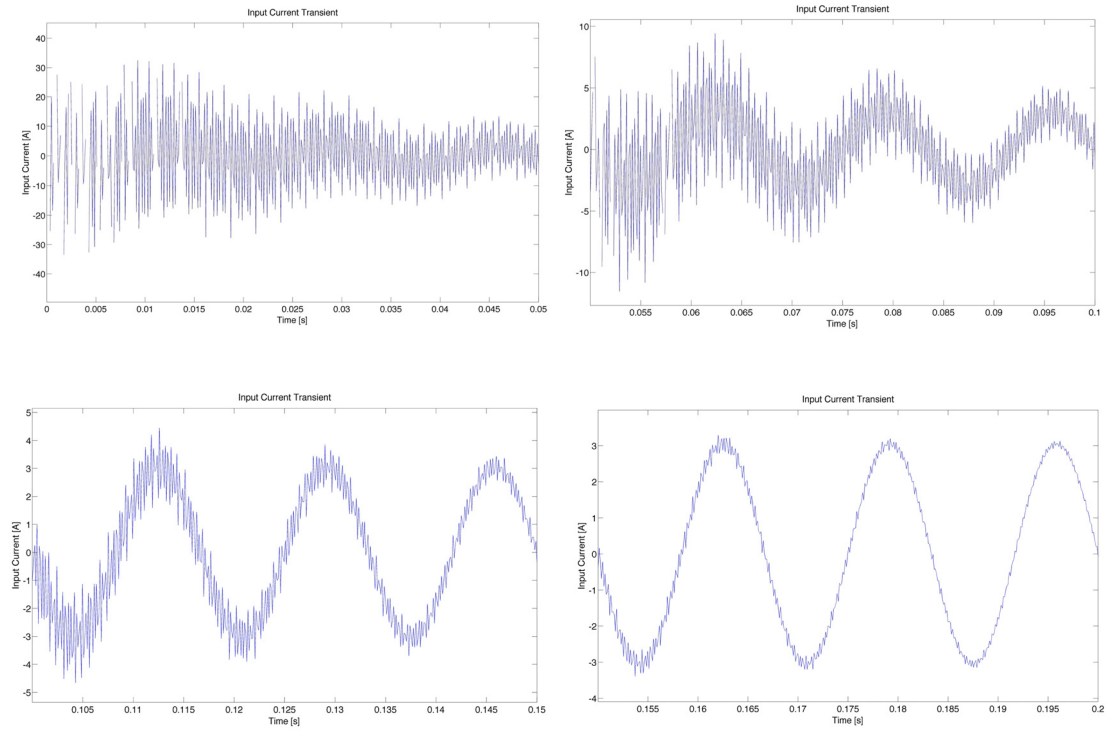 Input Current Transient
Input Current [A]
40
30
20
10
0
-10
-20
-30
-40
0 0.005 0.01 0.015 0.02 0.025 0.03 0.035 0.04 0.045 0.05
Time [s]
Input Current Transient
Input Current [A]
10
5
0
-5
-10
0.055 0.06 0.065 0.07 0.075 0.08 0.085 0.09 0.095 0.1
Time [s]
Input Current Transient
Input Current [A]
5
4
3
2
1
0
-1
-2
-3
-4
-5
0.105 0.11 0.115 0.12 0.125 0.13 0.135 0.14 0.145 0.15
Time [s]
Input Current Transient
Input Current [A]
3
2
1
0
-1
-2
-3
-4
0.155 0.16 0.165 0.17 0.175 0.18 0.185 0.19 0.195 0.2
Time [s]